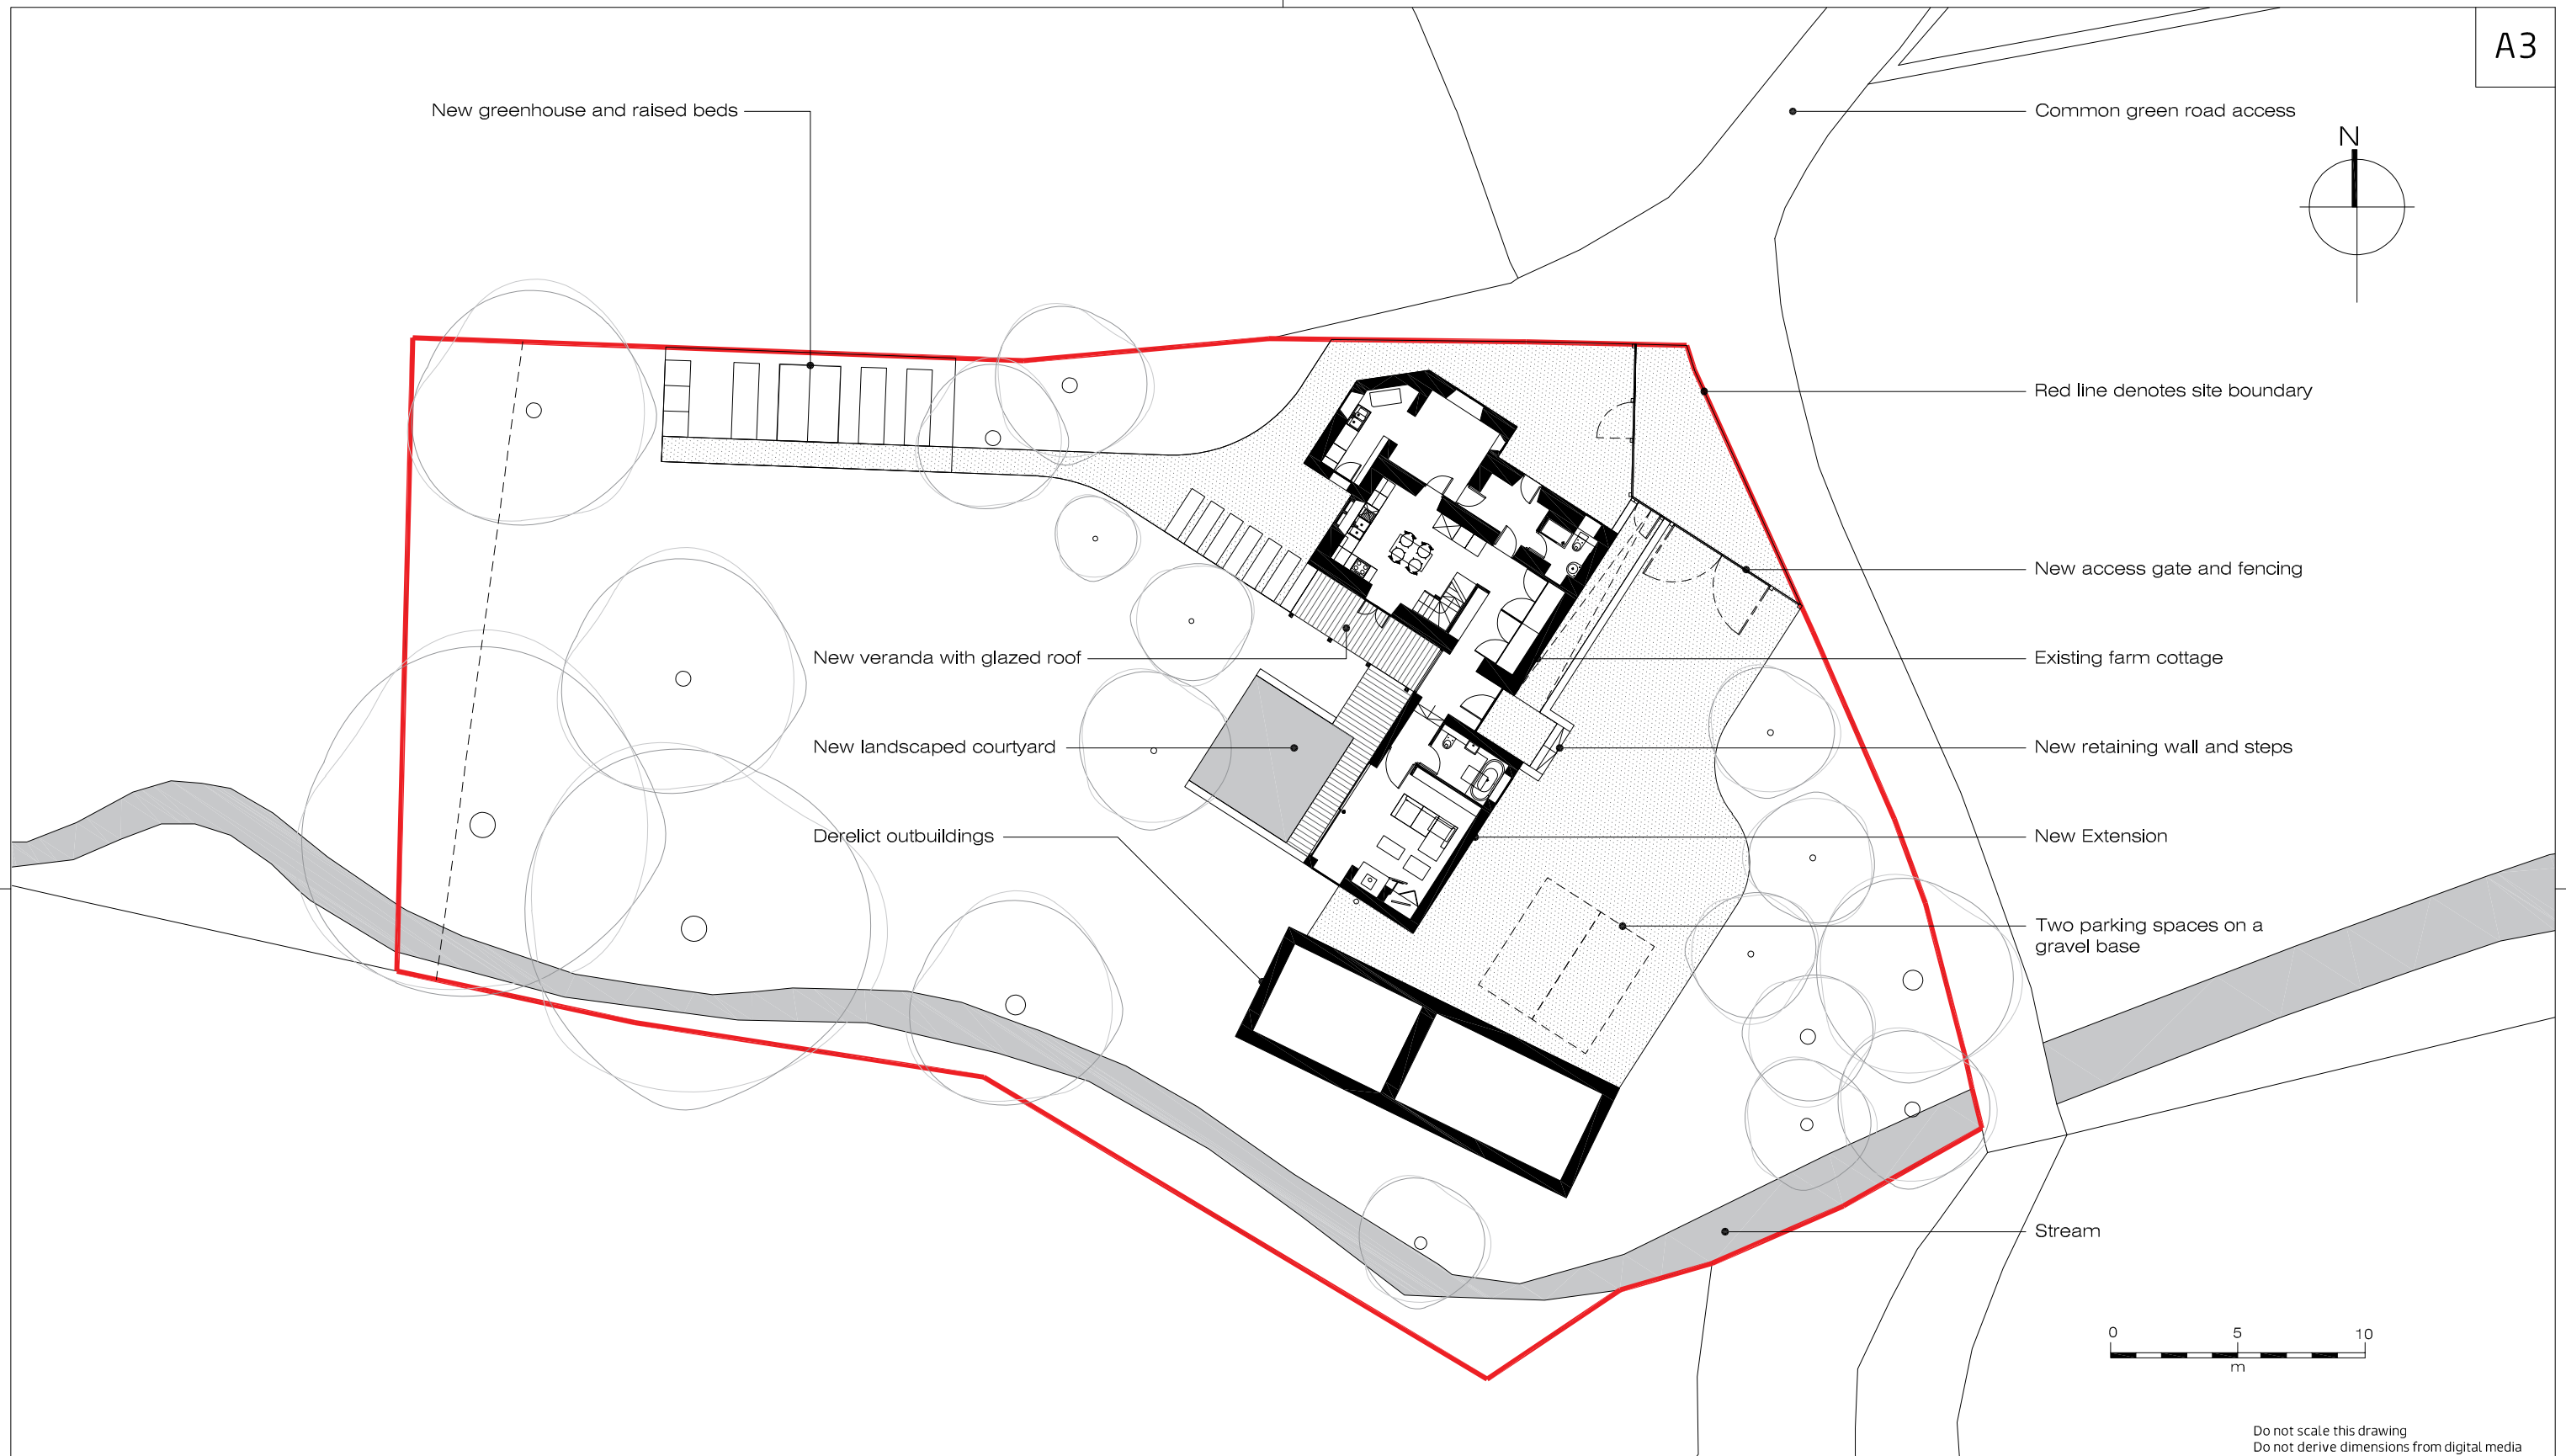 A3
New greenhouse and raised beds
Common green road access
N
Red line denotes site boundary
New access gate and fencing
New veranda with glazed roof
Existing farm cottage
New landscaped courtyard
New retaining wall and steps
Derelict outbuildings
New Extension
Two parking spaces on a
gravel base
Stream
0 5 10
m
Do not scale this drawing
Do not derive dimensions from digital media